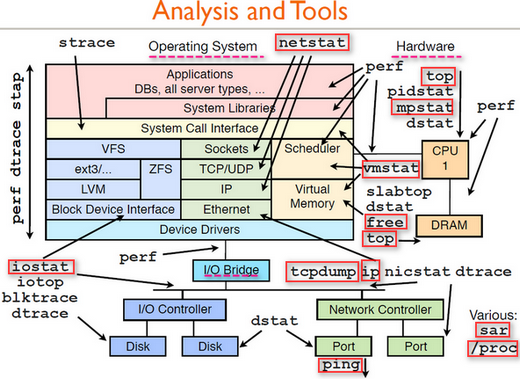 Analysis and Tools
strace
Operating System
netstat
Hardware
Applications
DBs, all server types, ...
System Libraries
System Call Interface
VFS
Sockets
Scheduler
ext3/...
ZFS
TCP/UDP
LVM
IP
Virtual
Memory
Block Device Interface
Ethernet
Device Drivers
perf dtrace stap
perf
top
pidstat
mpstat
dstat
perf
CPU
1
vmstat
slabtop
dstat
free
top
DRAM
iostat
iotop
blktrace
dtrace
perf
I/O Bridge
tcpdump
ip
nicstat
dtrace
I/O Controller
Network Controller
Disk
Disk
dstat
Port
Port
ping
Various:
sar
/proc